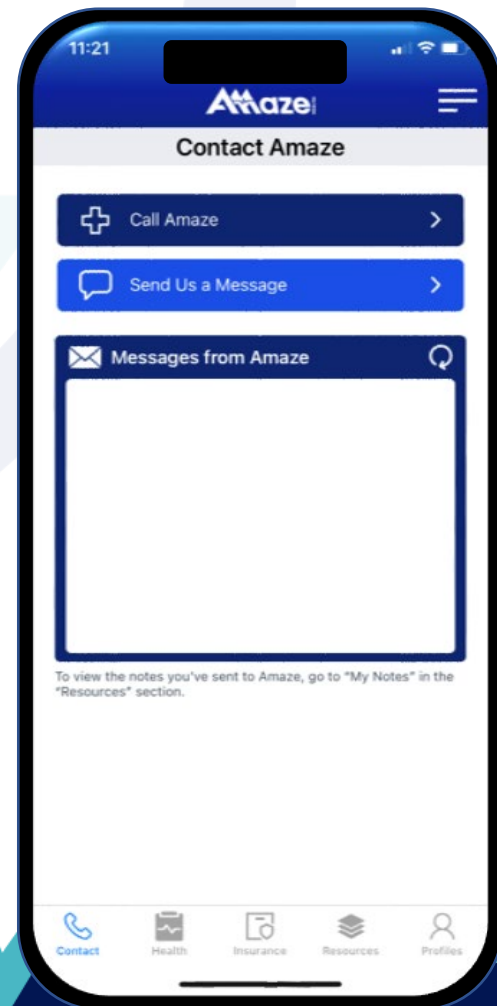 11:21
Amaze
Contact Amaze
Call Amaze
Send Us a Message
Messages from Amaze
To view the notes you've sent to Amaze, go to "My Notes" in the
"Resources" section.
Contact Health Insurance Resources Profiles